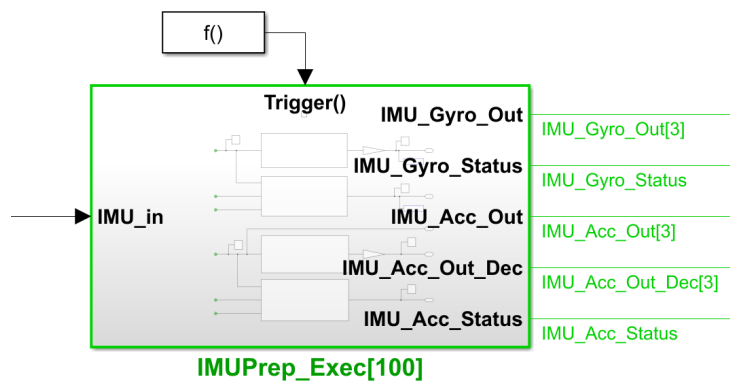 f()
Trigger()
IMU_Gyro_Out
IMU_Gyro_Out[3]
IMU_Gyro_Status
IMU_Gyro_Status
IMU_in
IMU_Acc_Out
IMU_Acc_Out[3]
IMU_Acc_Out_Dec
IMU_Acc_Out_Dec[3]
IMU_Acc_Status
IMU_Acc_Status
IMUPrep_Exec[100]